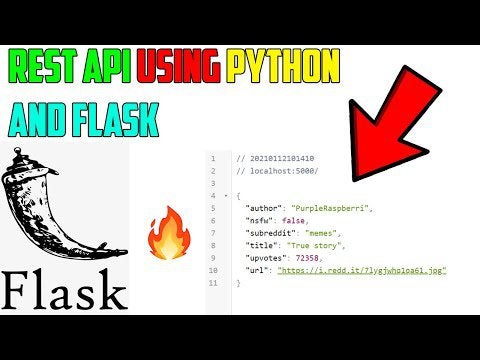 REST API USING PYTHON
AND FLASK
Flask
1 // 20210112101410
2 // localhost:5000/
3
4 {
5 "author": "PurpleRaspberri",
6 "nsfw": false,
7 "subreddit": "memes",
8 "title": "True story",
9 "upvotes": 72358,
10 "url": "https://i.redd.it/7lygjwho1oa61.jpg"
11 }